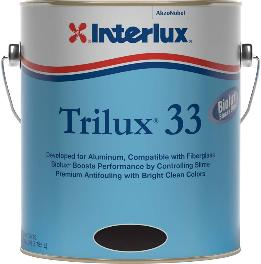 AkzoNobel
Interlux®
Biolux
Trilux® 33
Developed for Aluminum, Compatible with Fiberglass
Biolux® Boosts Performance by Controlling Slime
Premium Antifouling with Bright Clean Colors